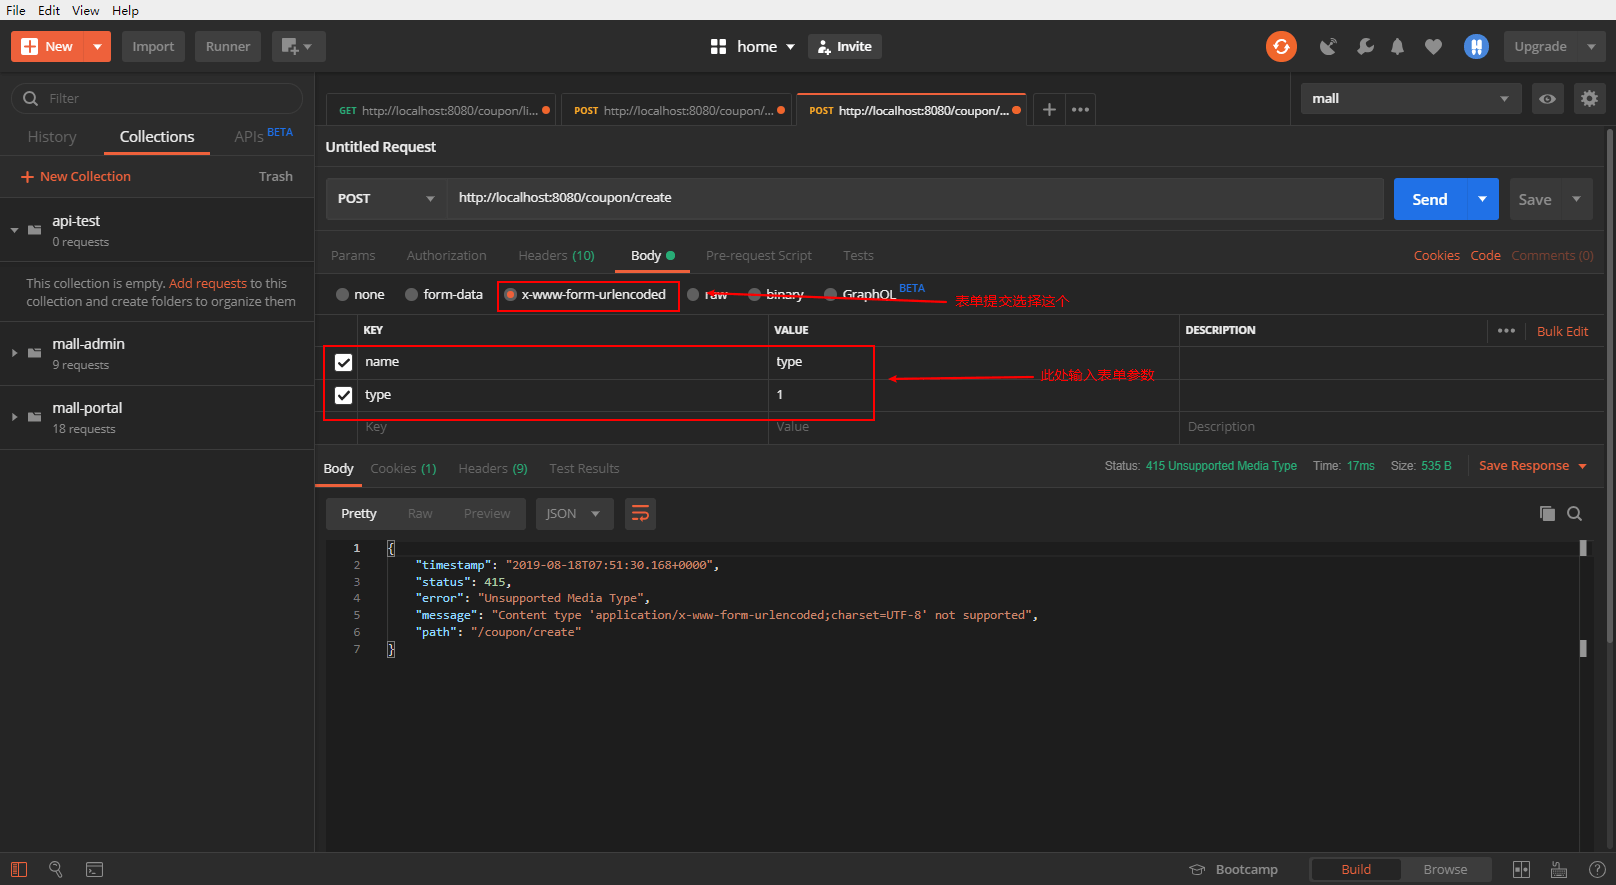 File Edit View Help
New Import Runner home Invite Upgrade
Filter
History Collections APIs BETA
New Collection Trash
api-test
0 requests
This collection is empty. Add requests to this
collection and create folders to organize them
mall-admin
9 requests
mall-portal
18 requests
GET http://localhost:8080/coupon/li... POST http://localhost:8080/coupon/... POST http://localhost:8080/coupon/... mall
Untitled Request
POST http://localhost:8080/coupon/create Send Save
Params Authorization Headers (10) Body Pre-request Script Tests Cookies Code Comments (0)
none form-data x-www-form-urlencoded raw binary GraphQL BETA 表单提交选择这个
KEY VALUE DESCRIPTION Bulk Edit
name type
此处输入表单参数
type 1
Key Value Description
Body Cookies (1) Headers (9) Test Results Status: 415 Unsupported Media Type Time: 17ms Size: 535 B Save Response
Pretty Raw Preview JSON
1 {
2 "timestamp": "2019-08-18T07:51:30.168+0000",
3 "status": 415,
4 "error": "Unsupported Media Type",
5 "message": "Content type 'application/x-www-form-urlencoded;charset=UTF-8' not supported",
6 "path": "/coupon/create"
7 }
Bootcamp Build Browse